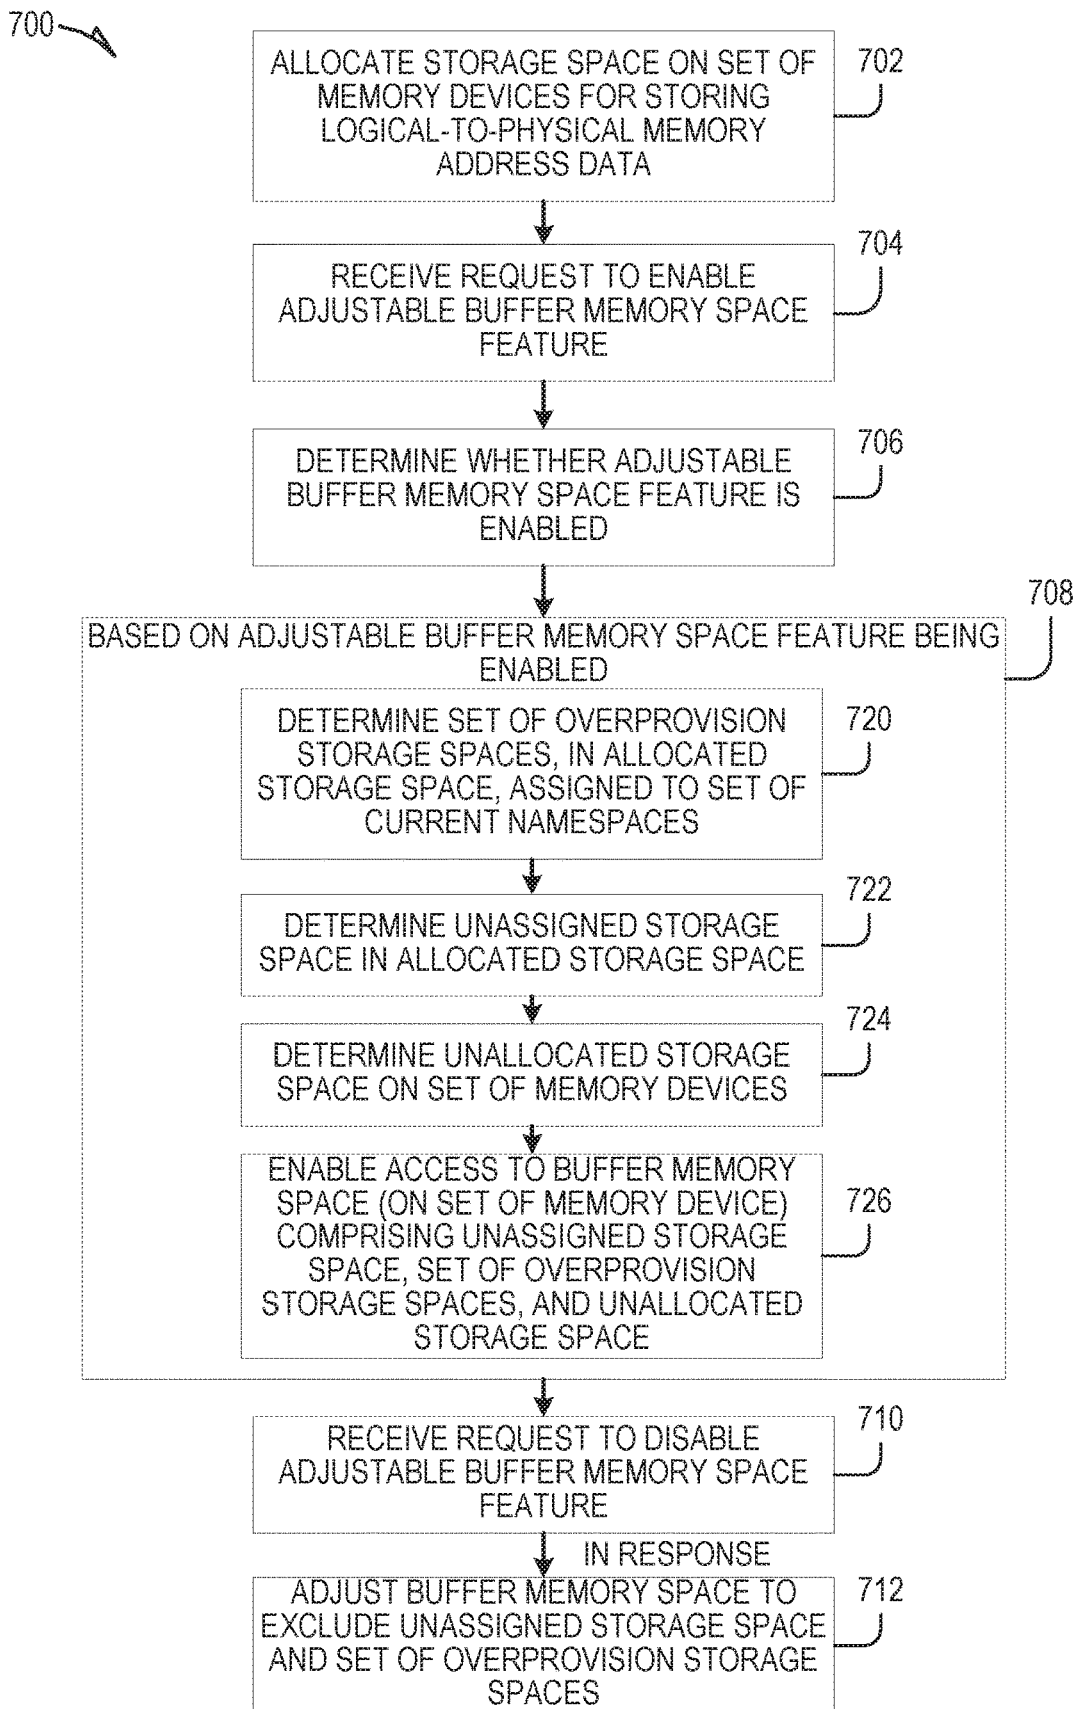 700
ALLOCATE STORAGE SPACE ON SET OF
MEMORY DEVICES FOR STORING
LOGICAL-TO-PHYSICAL MEMORY
ADDRESS DATA
702
RECEIVE REQUEST TO ENABLE
ADJUSTABLE BUFFER MEMORY SPACE
FEATURE
704
DETERMINE WHETHER ADJUSTABLE
BUFFER MEMORY SPACE FEATURE IS
ENABLED
706
708
BASED ON ADJUSTABLE BUFFER MEMORY SPACE FEATURE BEING
ENABLED
DETERMINE SET OF OVERPROVISION
STORAGE SPACES, IN ALLOCATED
STORAGE SPACE, ASSIGNED TO SET OF
CURRENT NAMESPACES
720
DETERMINE UNASSIGNED STORAGE
SPACE IN ALLOCATED STORAGE SPACE
722
DETERMINE UNALLOCATED STORAGE
SPACE ON SET OF MEMORY DEVICES
724
ENABLE ACCESS TO BUFFER MEMORY
SPACE (ON SET OF MEMORY DEVICE)
COMPRISING UNASSIGNED STORAGE
SPACE, SET OF OVERPROVISION
STORAGE SPACES, AND UNALLOCATED
STORAGE SPACE
726
RECEIVE REQUEST TO DISABLE
ADJUSTABLE BUFFER MEMORY SPACE
FEATURE
710
IN RESPONSE
ADJUST BUFFER MEMORY SPACE TO
EXCLUDE UNASSIGNED STORAGE SPACE
AND SET OF OVERPROVISION STORAGE
SPACES
712